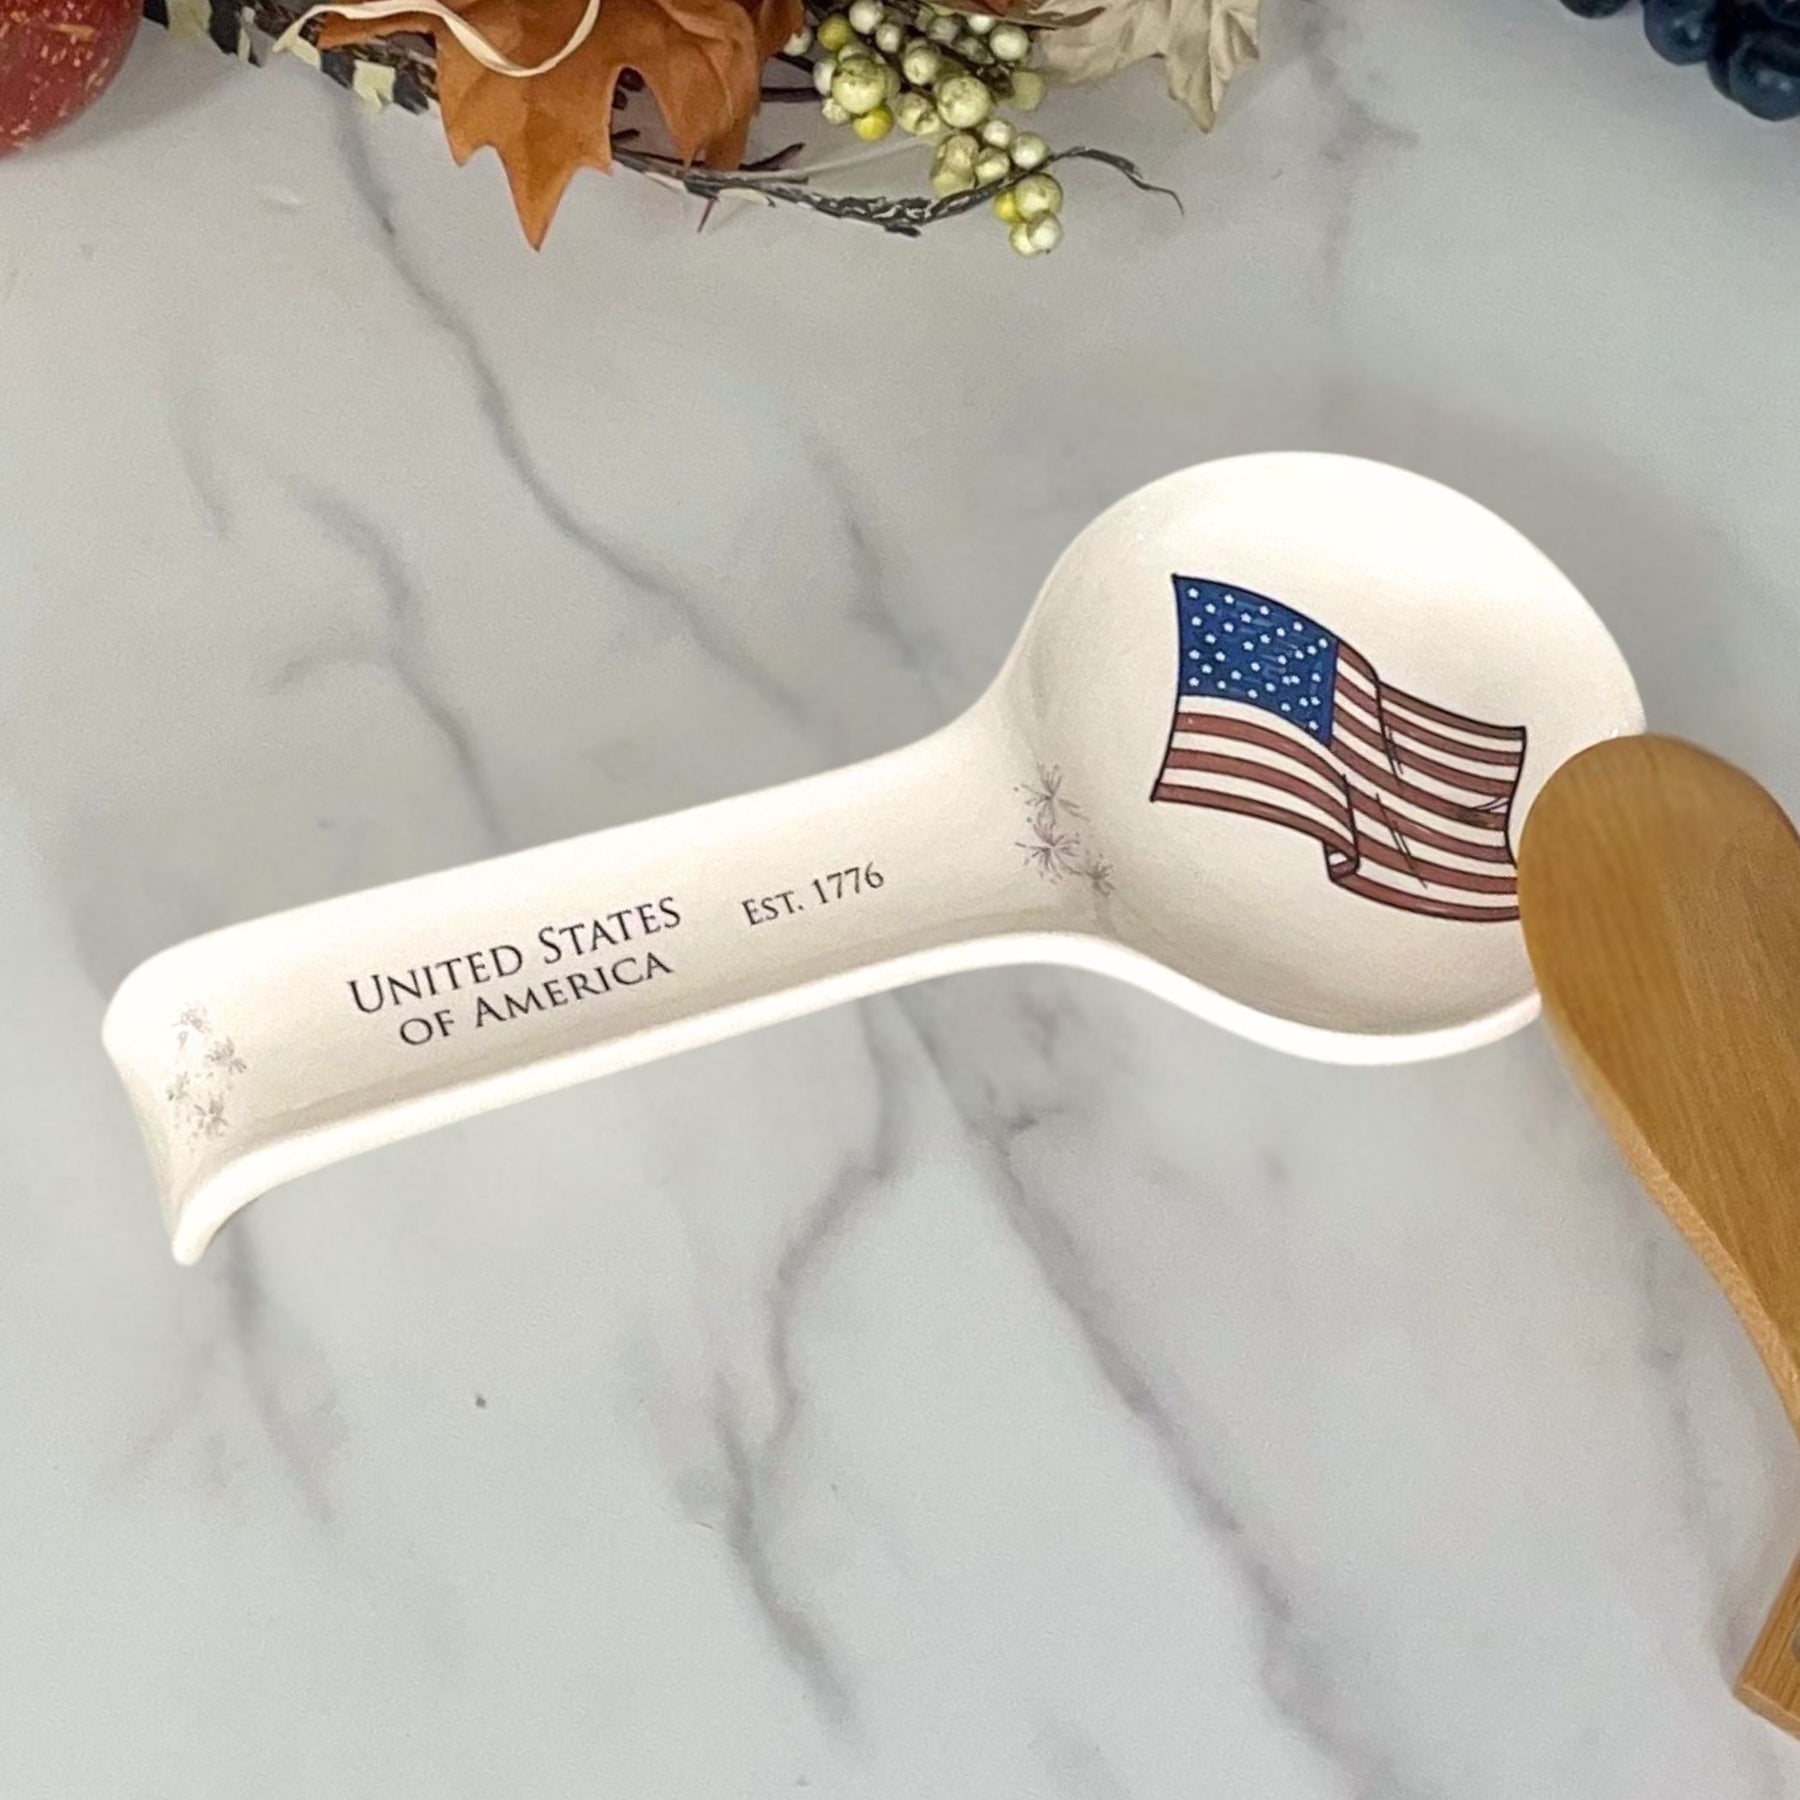 United States
of America
Est. 1776